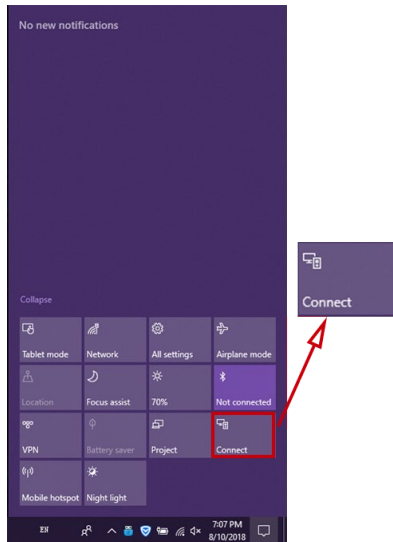 No new notifications
Collapse
Connect
Tablet mode
Network
All settings
Airplane mode
Location
Focus assist
70%
Not connected
VPN
Battery saver
Project
Connect
Mobile hotspot
Night light
EN
7:07 PM
8/10/2018